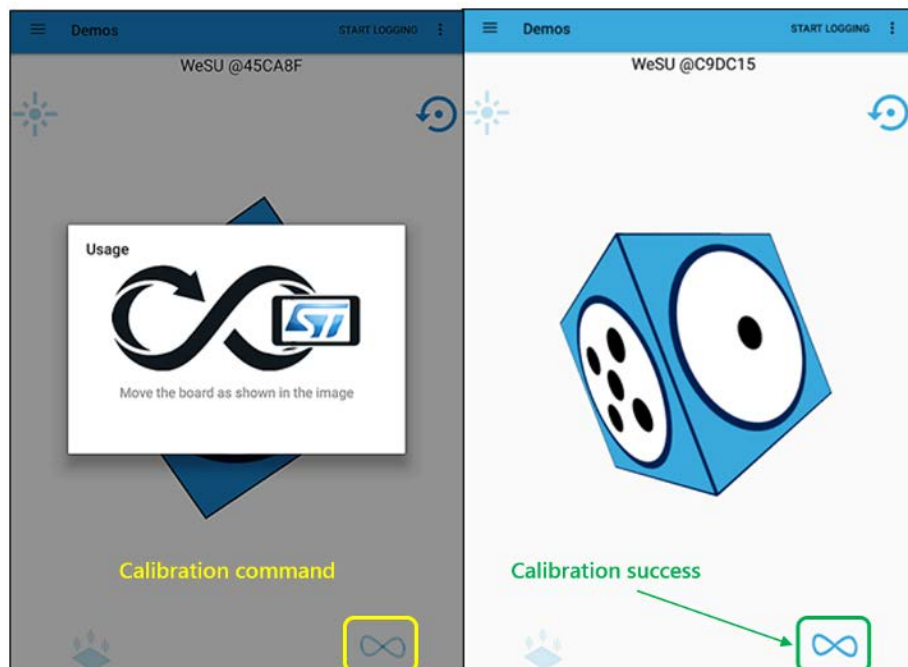 Demos
START LOGGING
WeSU @45CA8F
Usage
ST
Move the board as shown in the image
Calibration command
Demos
START LOGGING
WeSU @C9DC15
Calibration success